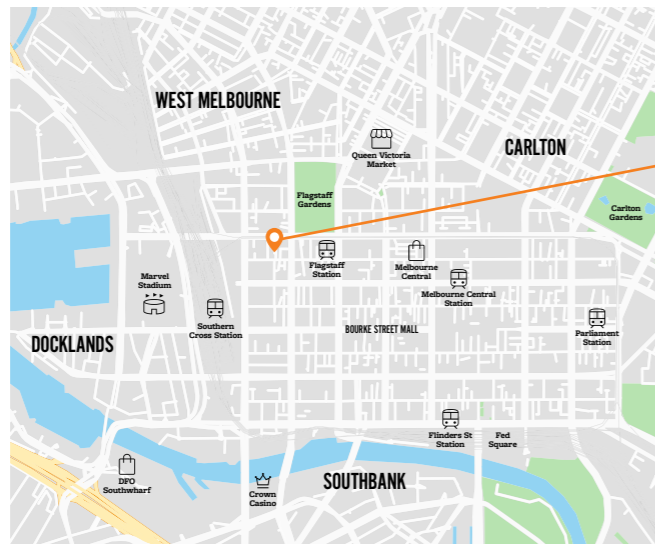 WEST MELBOURNE
Queen Victoria
Market
CARLTON
Flagstaff
Gardens
Carlton
Gardens
Flagstaff
Station
Melbourne
Central
Marvel
Stadium
Melbourne Central
Station
Southern
Cross Station
BOURKE STREET MALL
Parliament
Station
DOCKLANDS
Flinders St
Station
Fed
Square
DFO
Southwharf
SOUTHBANK
Crown
Casino